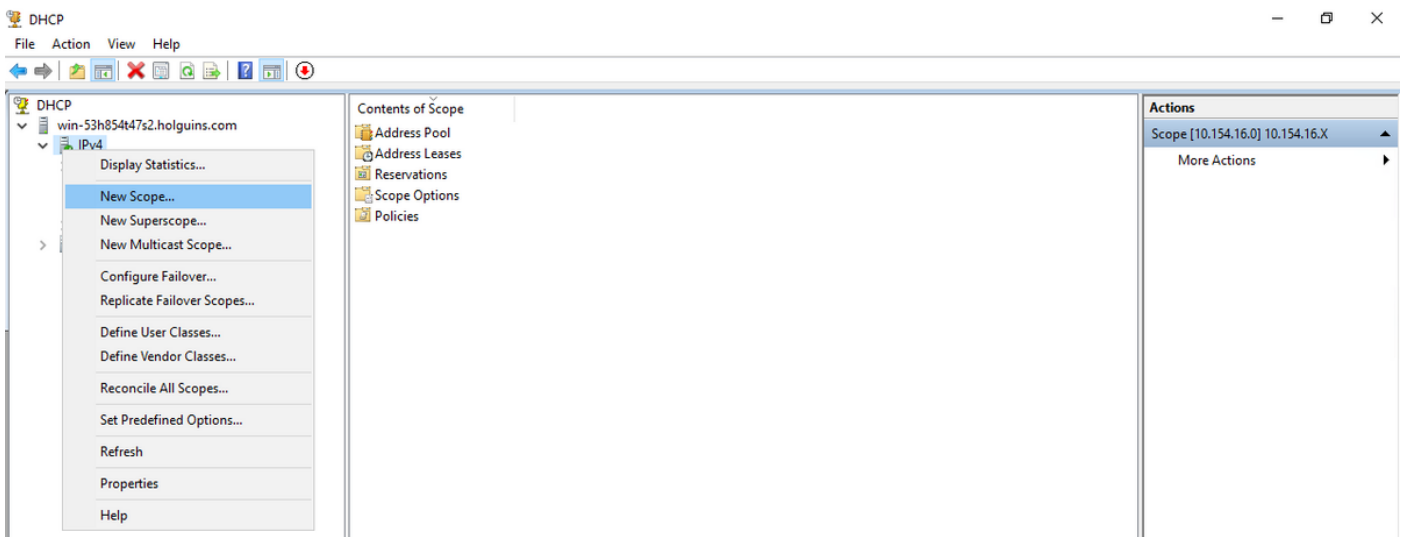 DHCP
File Action View Help
DHCP
win-53h854t47s2.holguins.com
IPv4
Display Statistics...
New Scope...
New Superscope...
New Multicast Scope...
Configure Failover...
Replicate Failover Scopes...
Define User Classes...
Define Vendor Classes...
Reconcile All Scopes...
Set Predefined Options...
Refresh
Properties
Help
Contents of Scope
Address Pool
Address Leases
Reservations
Scope Options
Policies
Actions
Scope [10.154.16.0] 10.154.16.X
More Actions